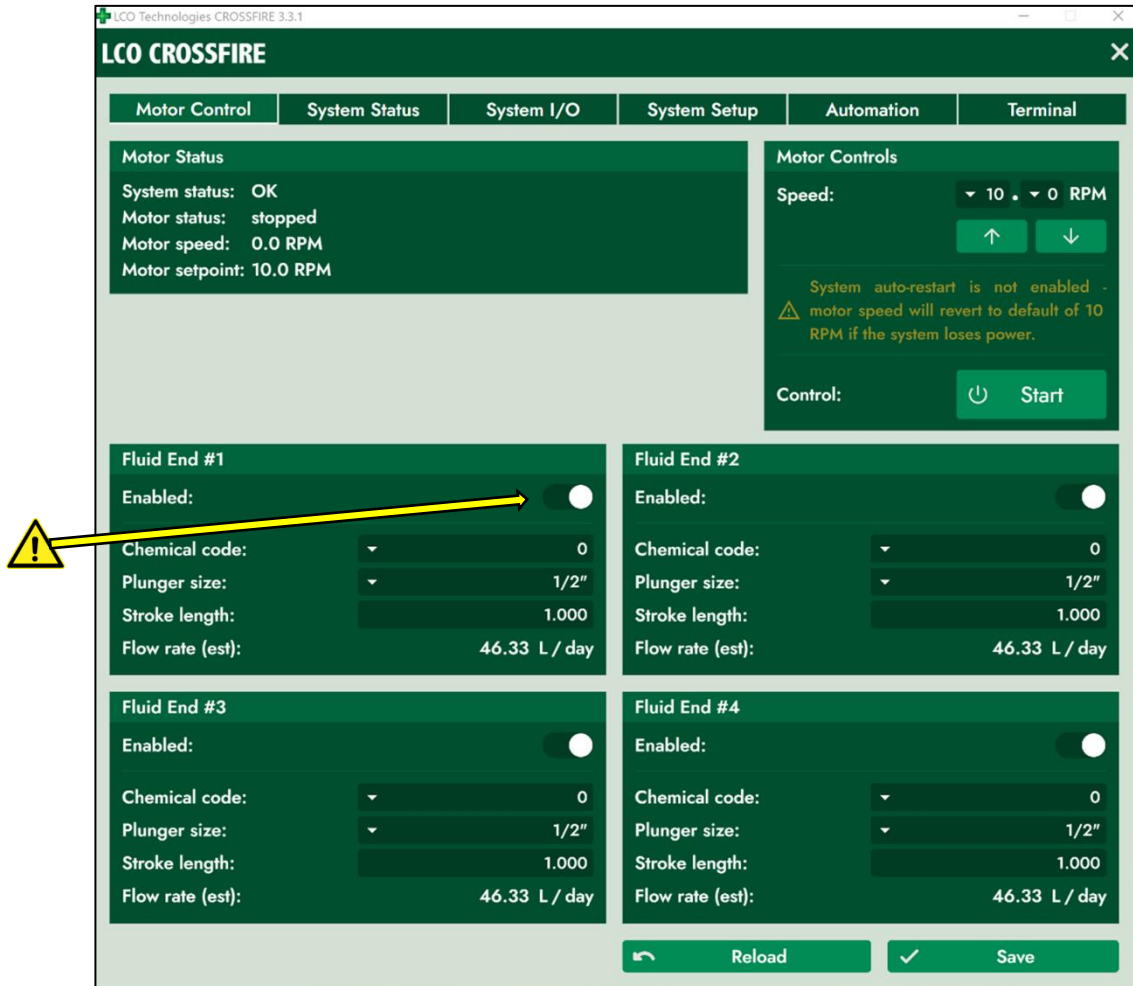 LCO Technologies CROSSFIRE 3.3.1
LCO CROSSFIRE
Motor Control
System Status
System I/O
System Setup
Automation
Terminal
Motor Status
System status: OK
Motor status: stopped
Motor speed: 0.0 RPM
Motor setpoint: 10.0 RPM
Motor Controls
Speed: 10 . 0 RPM
System auto-restart is not enabled -
motor speed will revert to default of 10
RPM if the system loses power.
Control: Start
Fluid End #1
Enabled:
Chemical code: 0
Plunger size: 1/2"
Stroke length: 1.000
Flow rate (est): 46.33 L / day
Fluid End #2
Enabled:
Chemical code: 0
Plunger size: 1/2"
Stroke length: 1.000
Flow rate (est): 46.33 L / day
Fluid End #3
Enabled:
Chemical code: 0
Plunger size: 1/2"
Stroke length: 1.000
Flow rate (est): 46.33 L / day
Fluid End #4
Enabled:
Chemical code: 0
Plunger size: 1/2"
Stroke length: 1.000
Flow rate (est): 46.33 L / day
Reload
Save